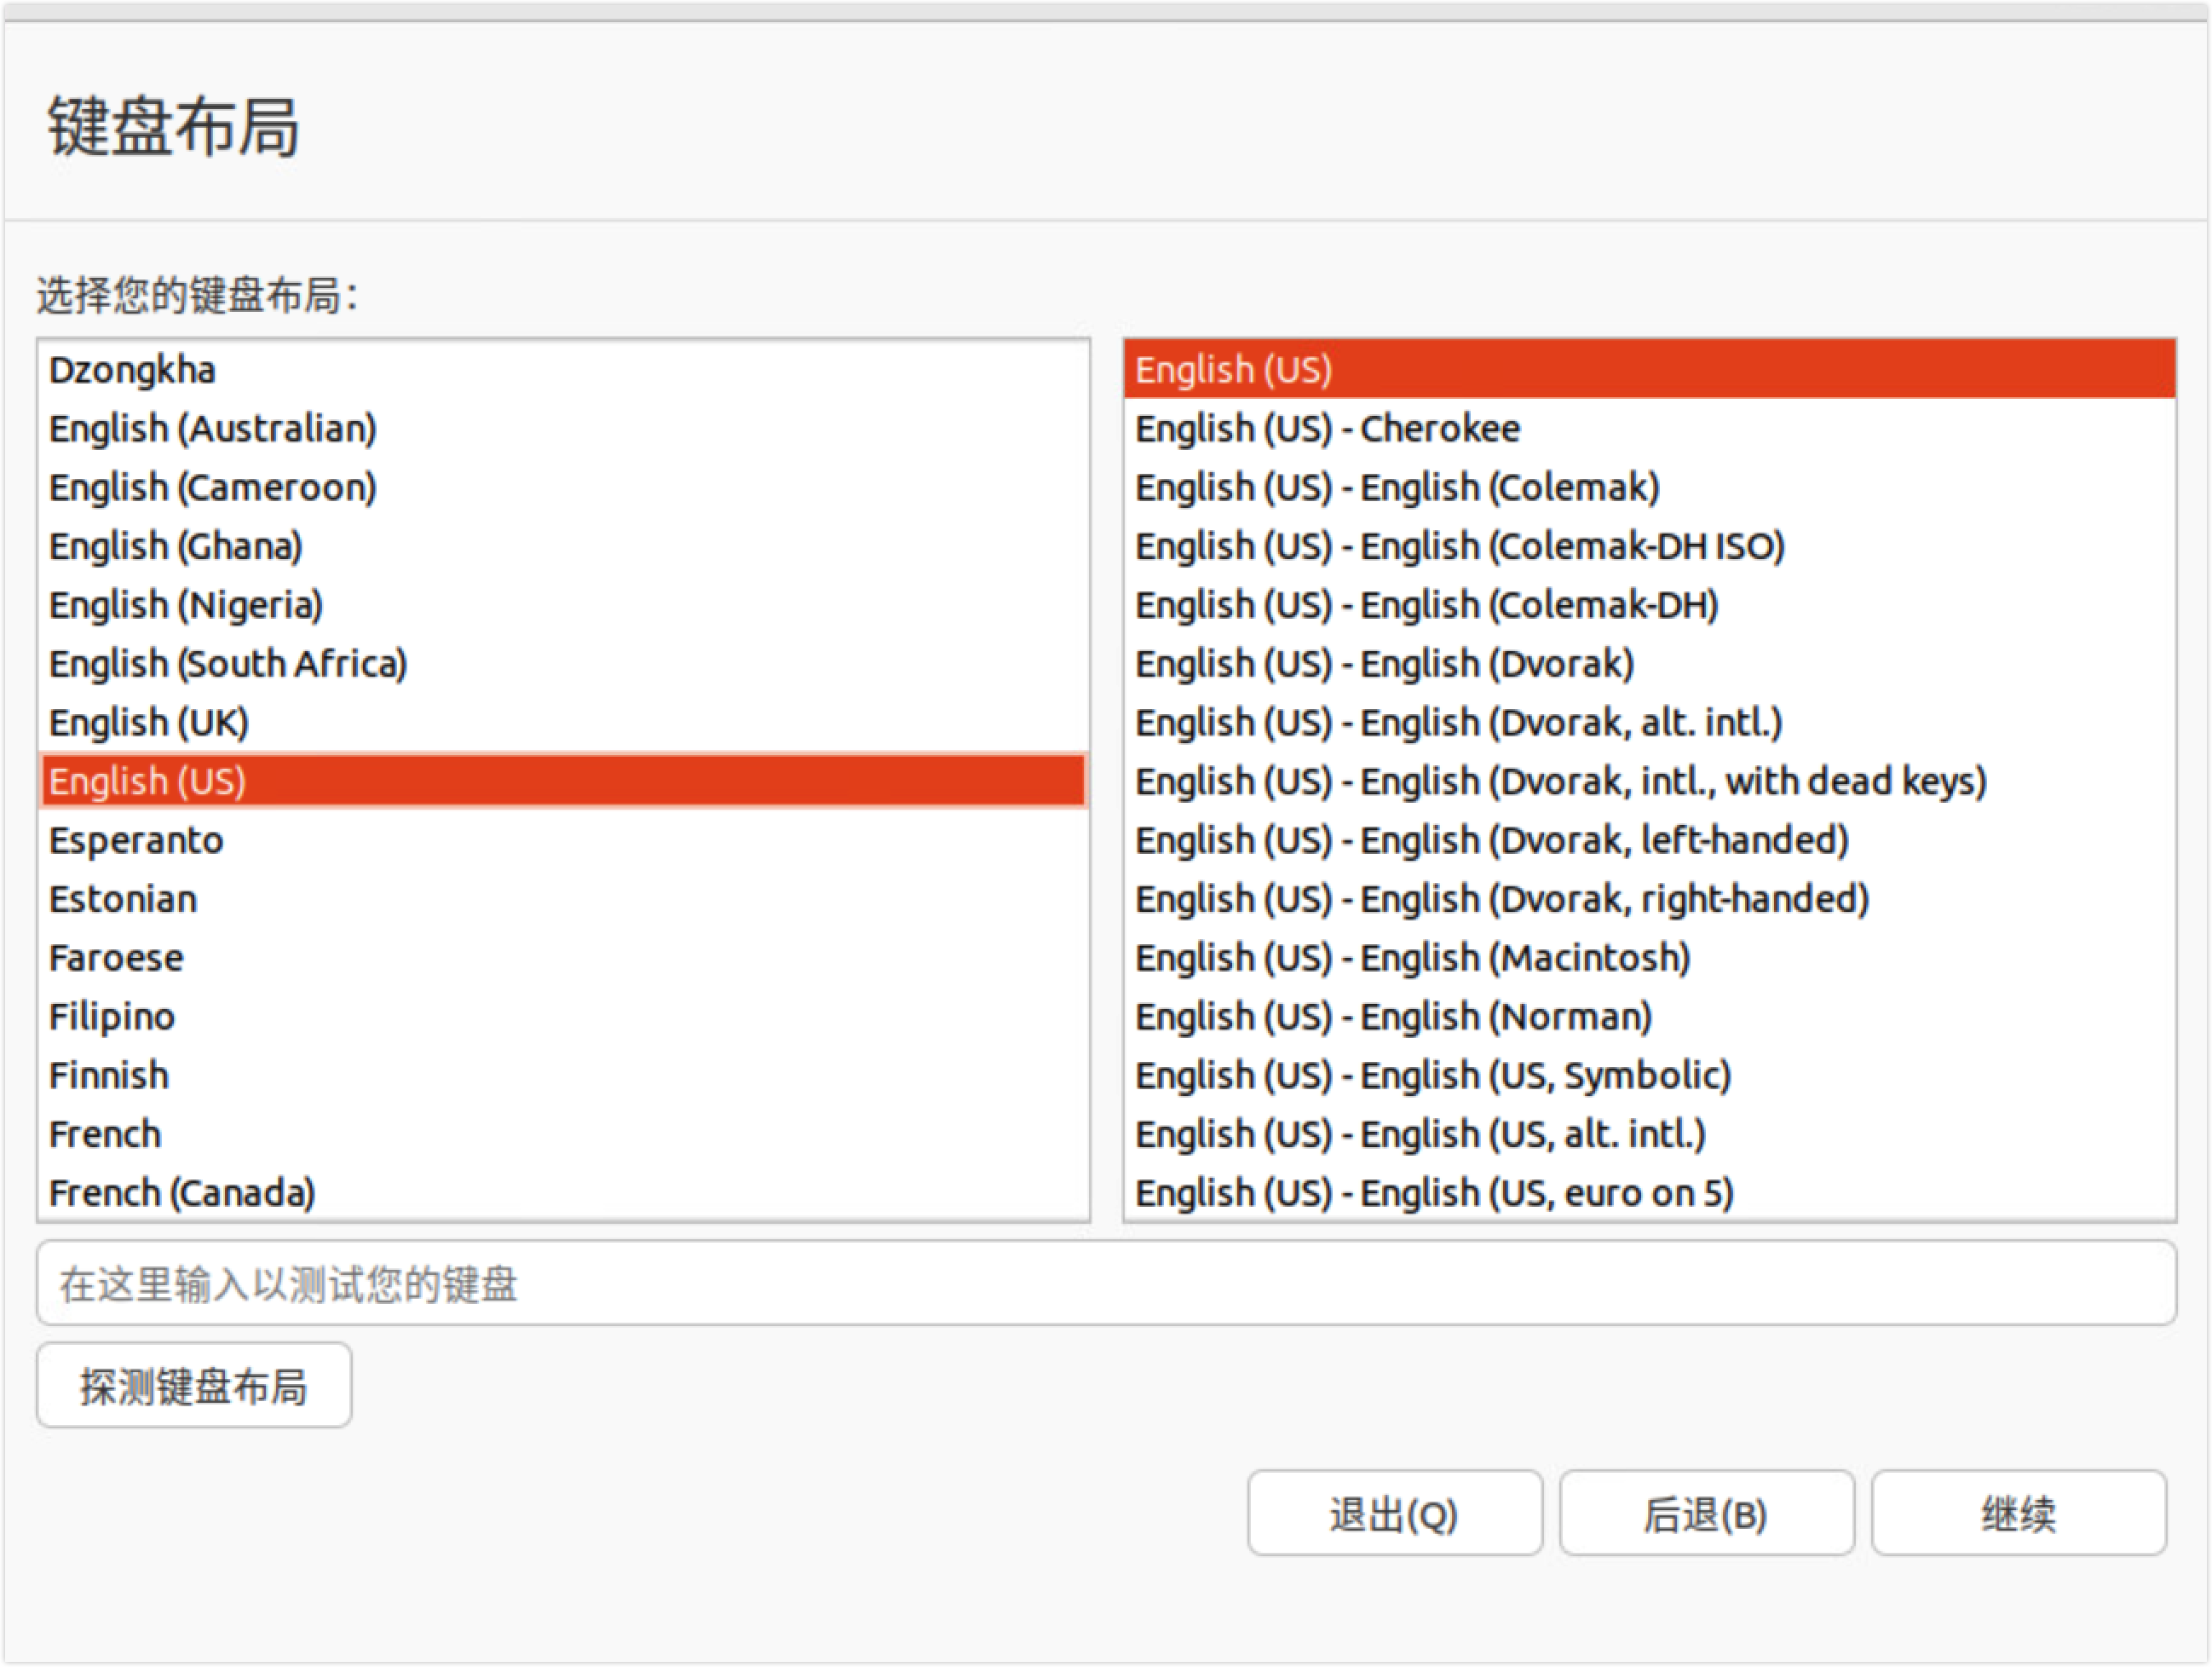 键盘布局
选择您的键盘布局：
Dzongkha
English (Australian)
English (Cameroon)
English (Ghana)
English (Nigeria)
English (South Africa)
English (UK)
English (US)
Esperanto
Estonian
Faroese
Filipino
Finnish
French
French (Canada)
English (US)
English (US) - Cherokee
English (US) - English (Colemak)
English (US) - English (Colemak-DH ISO)
English (US) - English (Colemak-DH)
English (US) - English (Dvorak)
English (US) - English (Dvorak, alt. intl.)
English (US) - English (Dvorak, intl., with dead keys)
English (US) - English (Dvorak, left-handed)
English (US) - English (Dvorak, right-handed)
English (US) - English (Macintosh)
English (US) - English (Norman)
English (US) - English (US, Symbolic)
English (US) - English (US, alt. intl.)
English (US) - English (US, euro on 5)
在这里输入以测试您的键盘
探测键盘布局
退出(Q)
后退(B)
继续